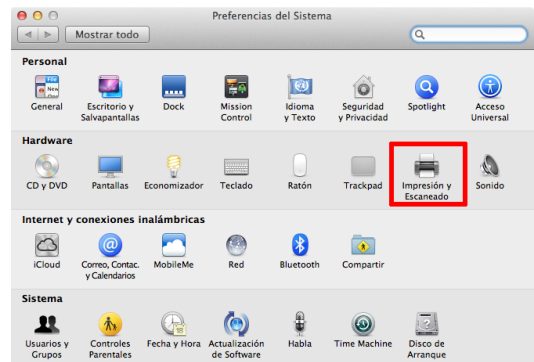 Preferencias del Sistema
Mostrar todo
Personal
General
Escritorio y
Salvapantallas
Dock
Mission
Control
Idioma
y Texto
Seguridad
y Privacidad
Spotlight
Acceso
Universal
Hardware
CD y DVD
Pantallas
Economizador
Teclado
Ratón
Trackpad
Impresión y
Escaneado
Sonido
Internet y conexiones inalámbricas
iCloud
Correo, Contac.
y Calendarios
MobileMe
Red
Bluetooth
Compartir
Sistema
Usuarios y
Grupos
Controles
Parentales
Fecha y Hora
Actualización
de Software
Habla
Time Machine
Disco de
Arranque